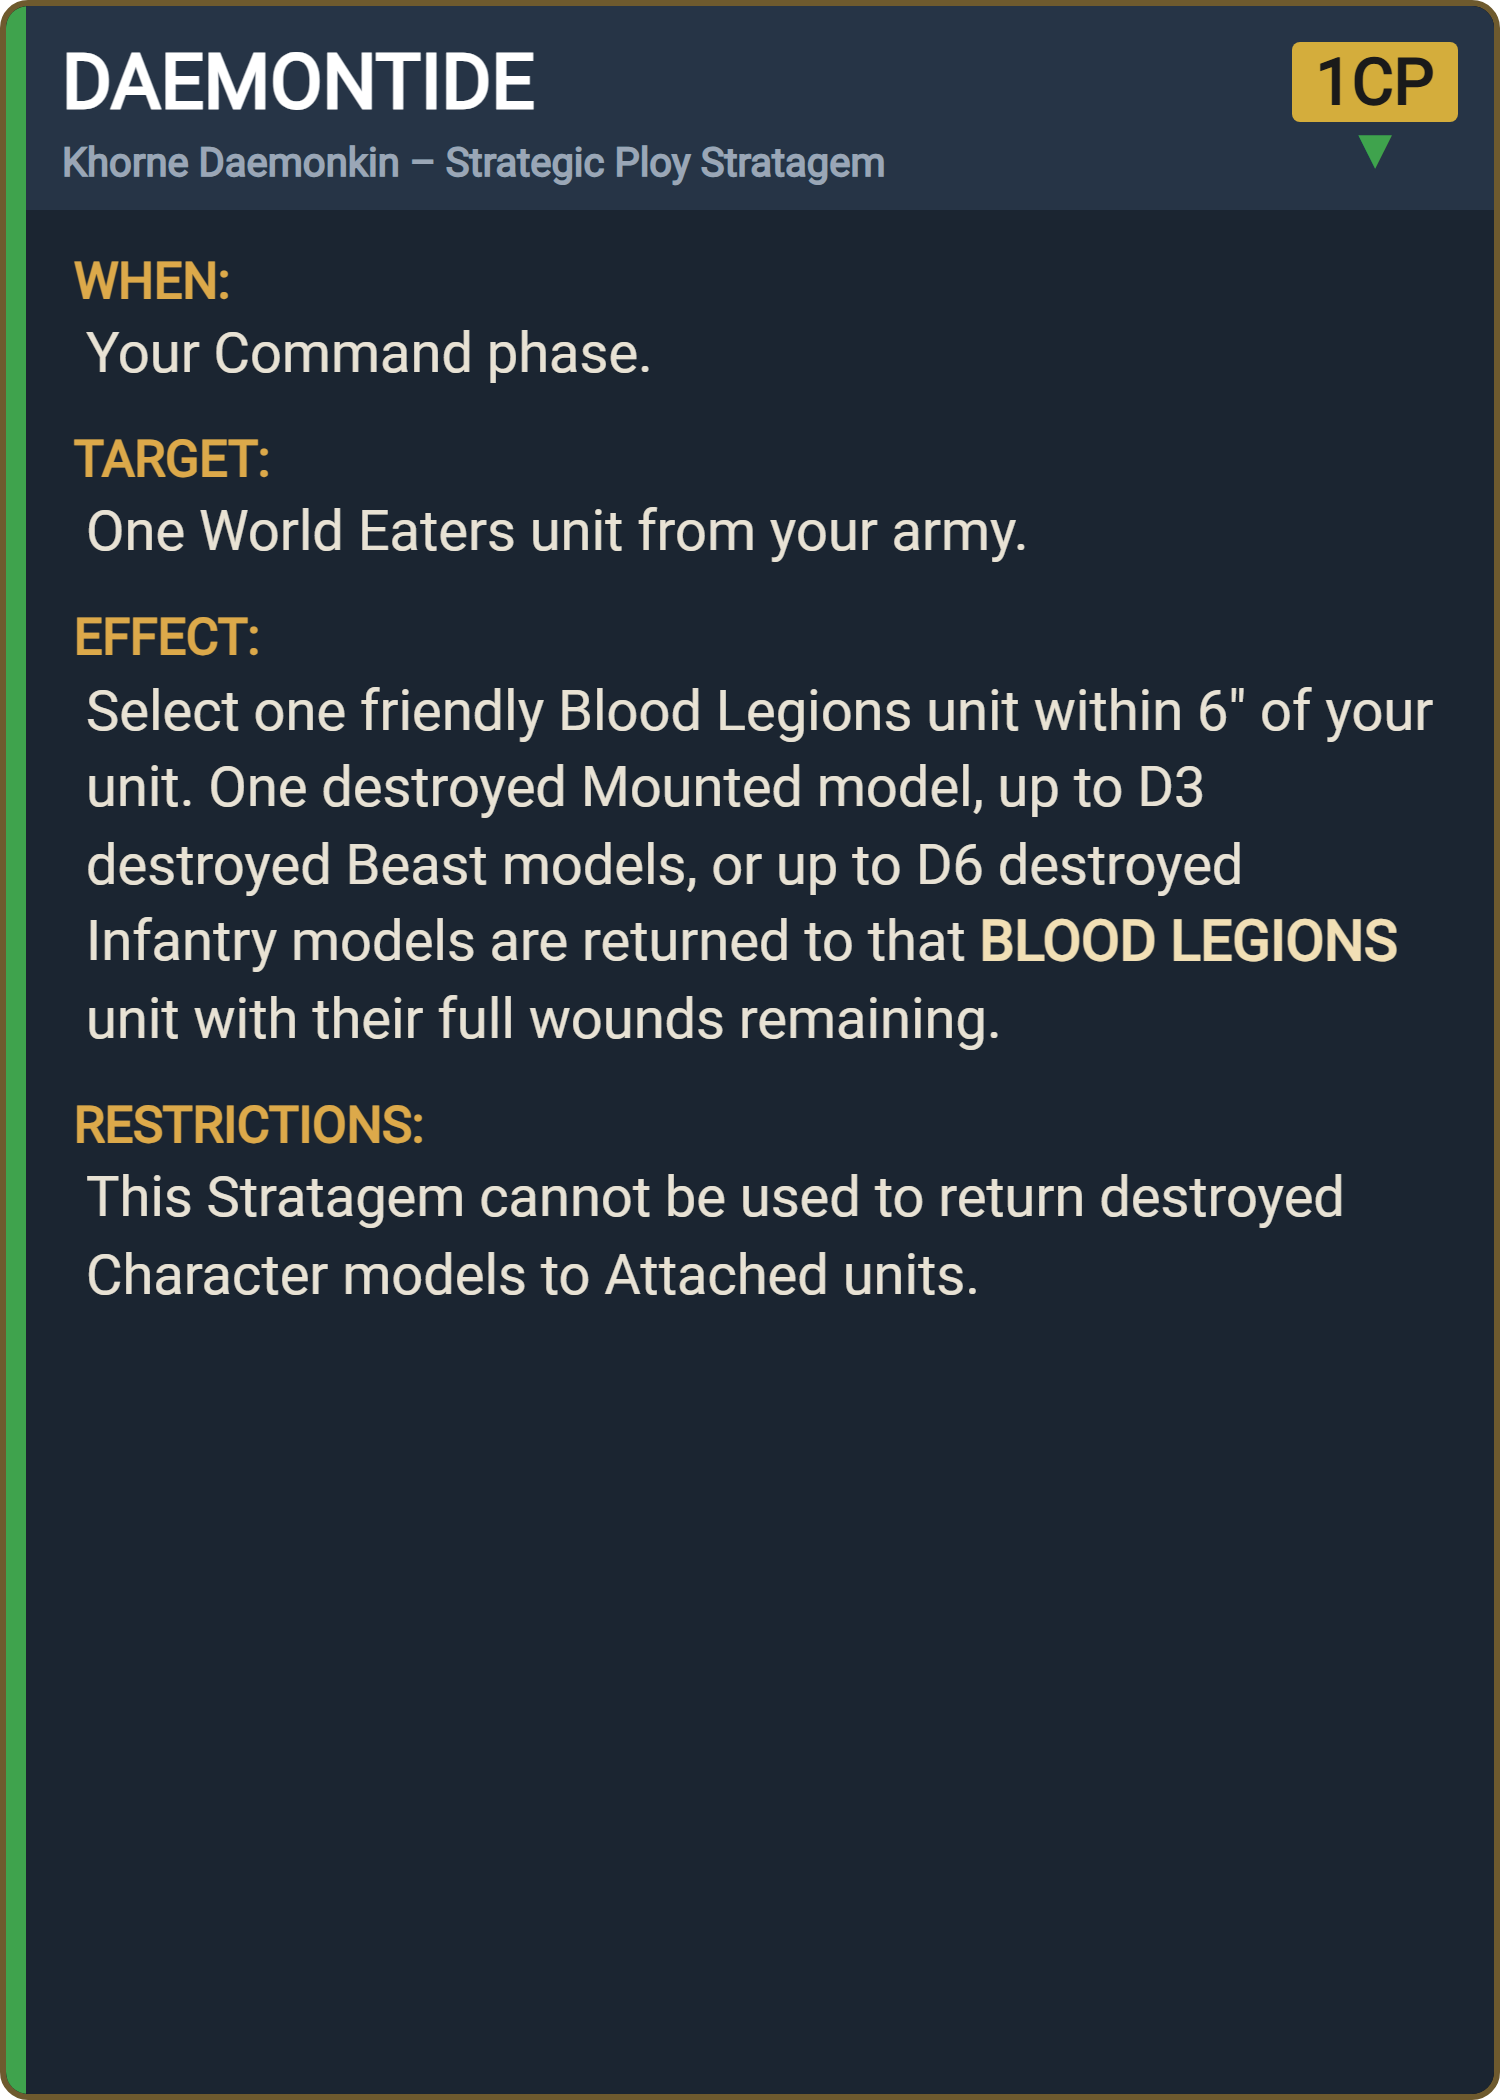 DAEMONTIDE
1CP
Khorne Daemonkin – Strategic Ploy Stratagem
WHEN:
Your Command phase.
TARGET:
One World Eaters unit from your army.
EFFECT:
Select one friendly Blood Legions unit within 6" of your
unit. One destroyed Mounted model, up to D3
destroyed Beast models, or up to D6 destroyed
Infantry models are returned to that BLOOD LEGIONS
unit with their full wounds remaining.
RESTRICTIONS:
This Stratagem cannot be used to return destroyed
Character models to Attached units.